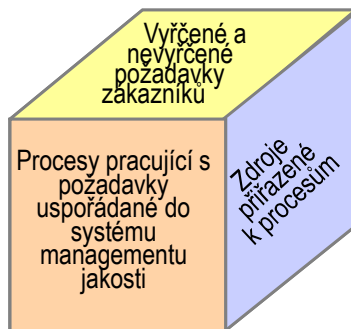 Vyřčené a
nevyřčené
požadavky
zákazníků
Procesy pracující s
požadavky
uspořádané do
systému
managementu
jakosti
Zdroje
přiřazené
k procesům